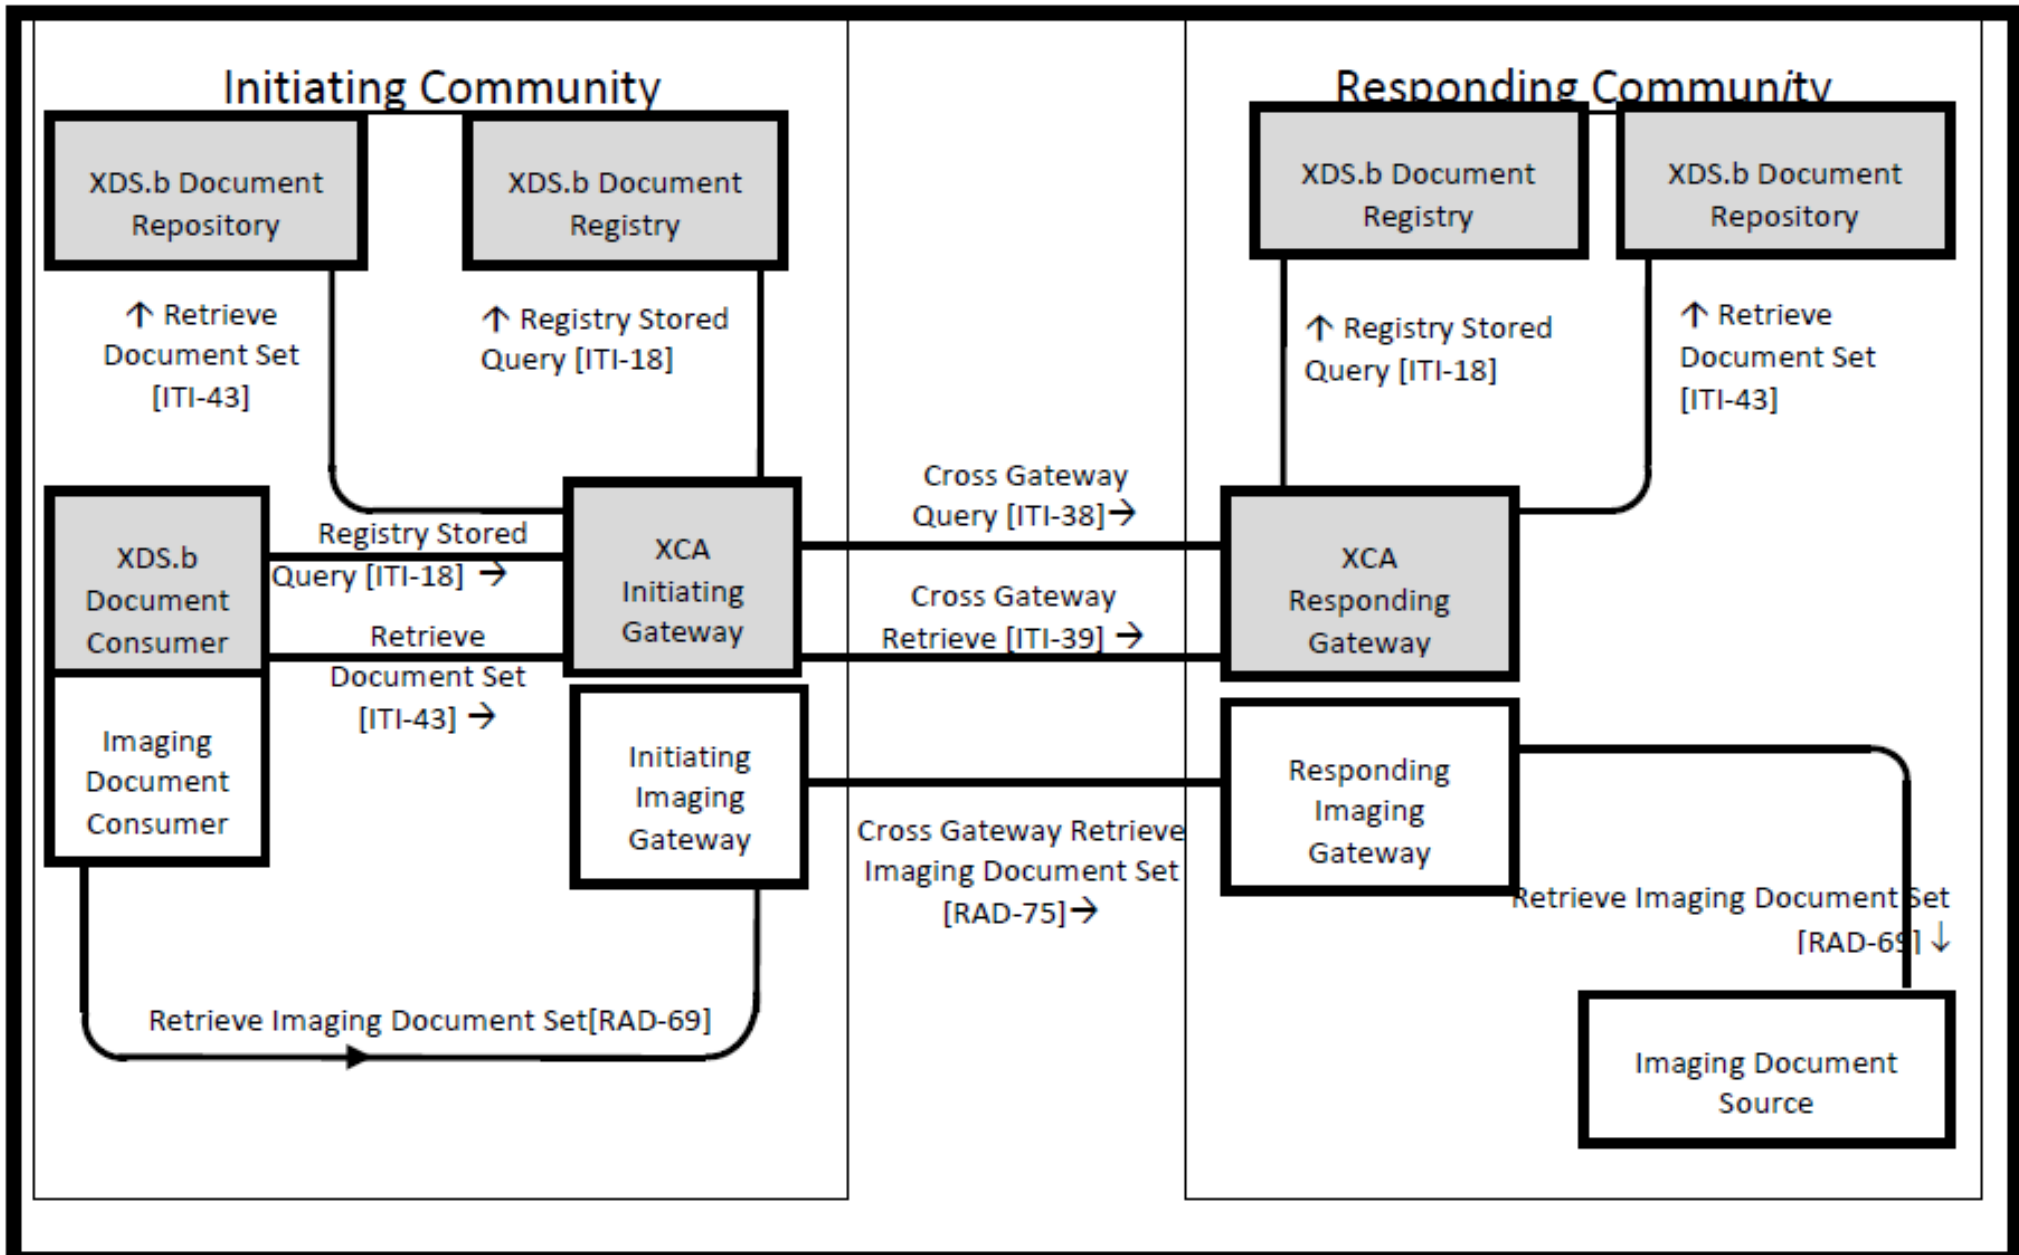 Initiating Community
Responding Community
XDS.b Document
Repository
XDS.b Document
Registry
XDS.b Document
Registry
XDS.b Document
Repository
↑ Retrieve
Document Set
[ITI-43]
↑ Registry Stored
Query [ITI-18]
↑ Registry Stored
Query [ITI-18]
↑ Retrieve
Document Set
[ITI-43]
XDS.b
Document
Consumer
Registry Stored
Query [ITI-18] →
Retrieve
Document Set
[ITI-43] →
XCA
Initiating
Gateway
Cross Gateway
Query [ITI-38]→
Cross Gateway
Retrieve [ITI-39] →
XCA
Responding
Gateway
Imaging
Document
Consumer
Initiating
Imaging
Gateway
Cross Gateway Retrieve
Imaging Document Set
[RAD-75]→
Responding
Imaging
Gateway
Retrieve Imaging Document Set
[RAD-69] ↓
Retrieve Imaging Document Set[RAD-69]
Imaging Document
Source